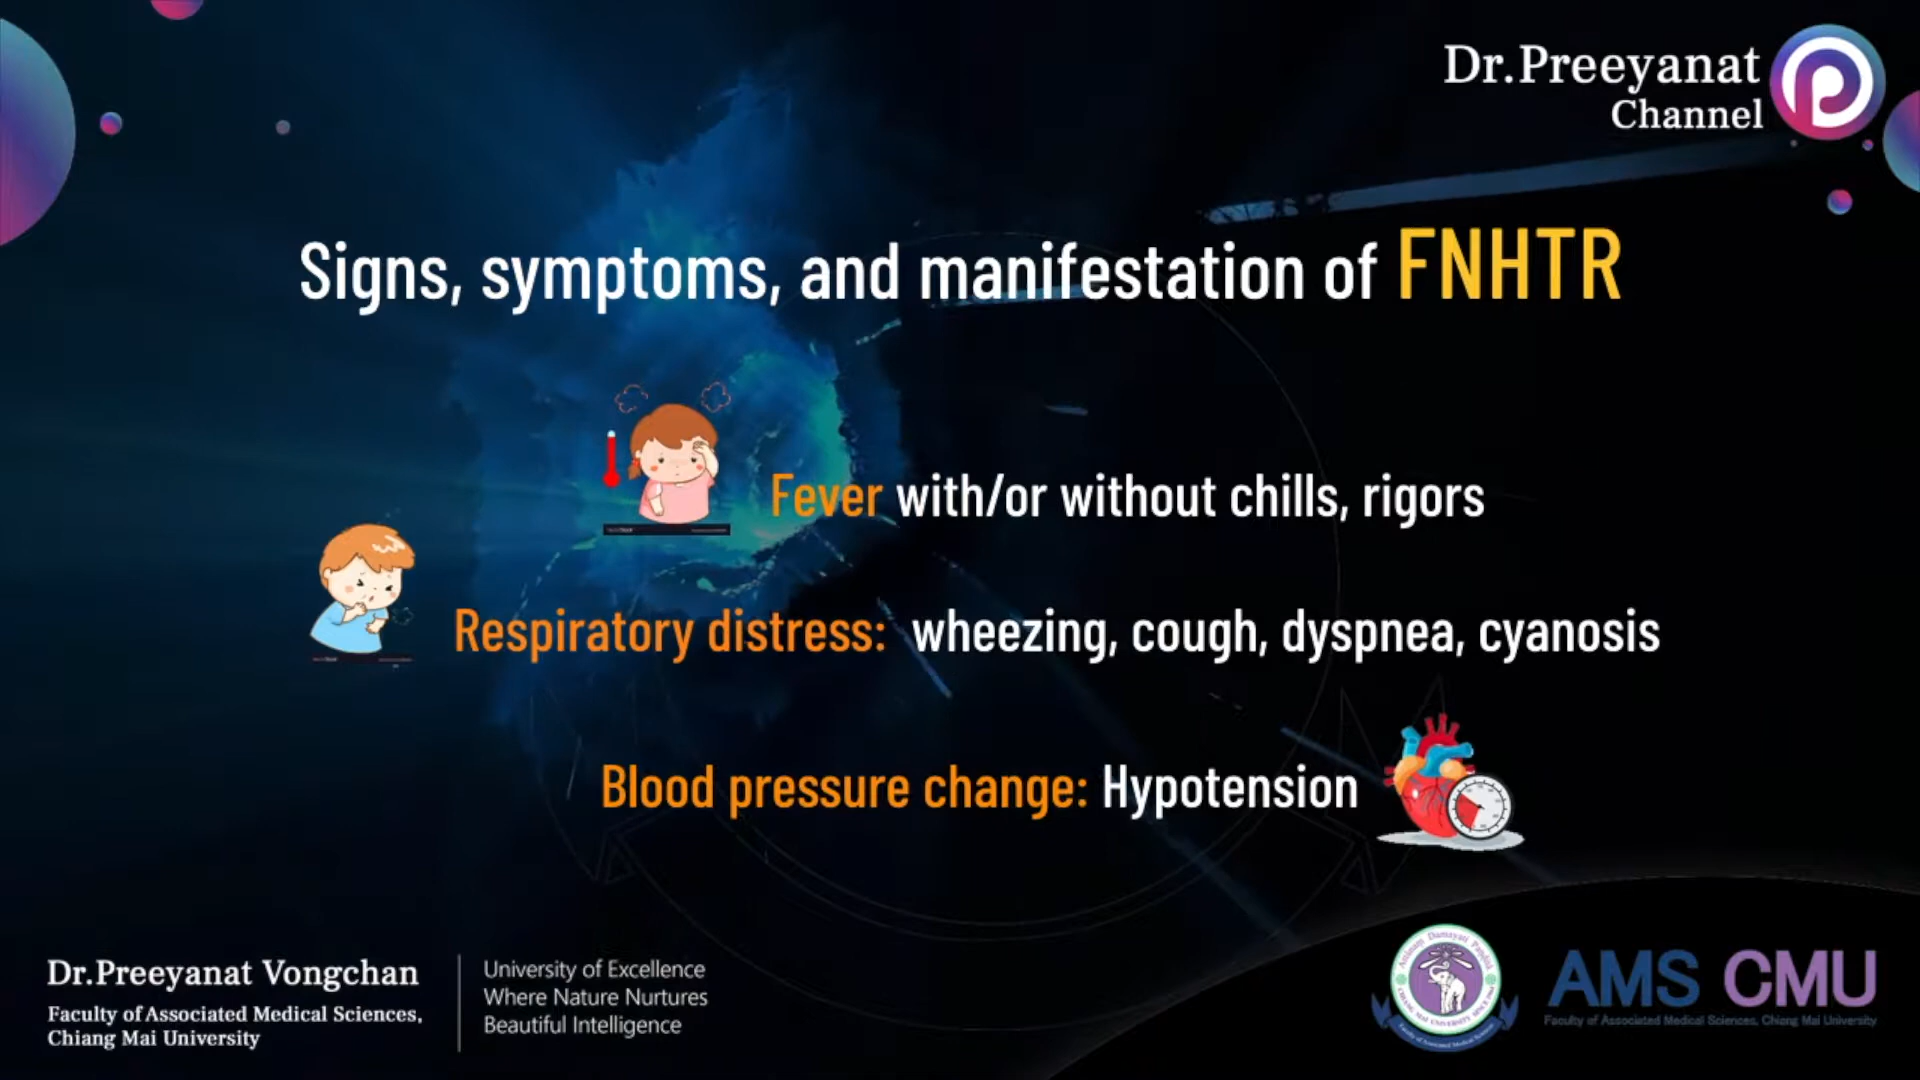 Dr.Preeyanat
Channel
Signs, symptoms, and manifestation of FNHTR
Fever with/or without chills, rigors
Respiratory distress: wheezing, cough, dyspnea, cyanosis
Blood pressure change: Hypotension
Dr.Preeyanat Vongchan
Faculty of Associated Medical Sciences,
Chiang Mai University
University of Excellence
Where Nature Nurtures
Beautiful Intelligence
AMS CMU
Faculty of Associated Medical Sciences, Chiang Mai University